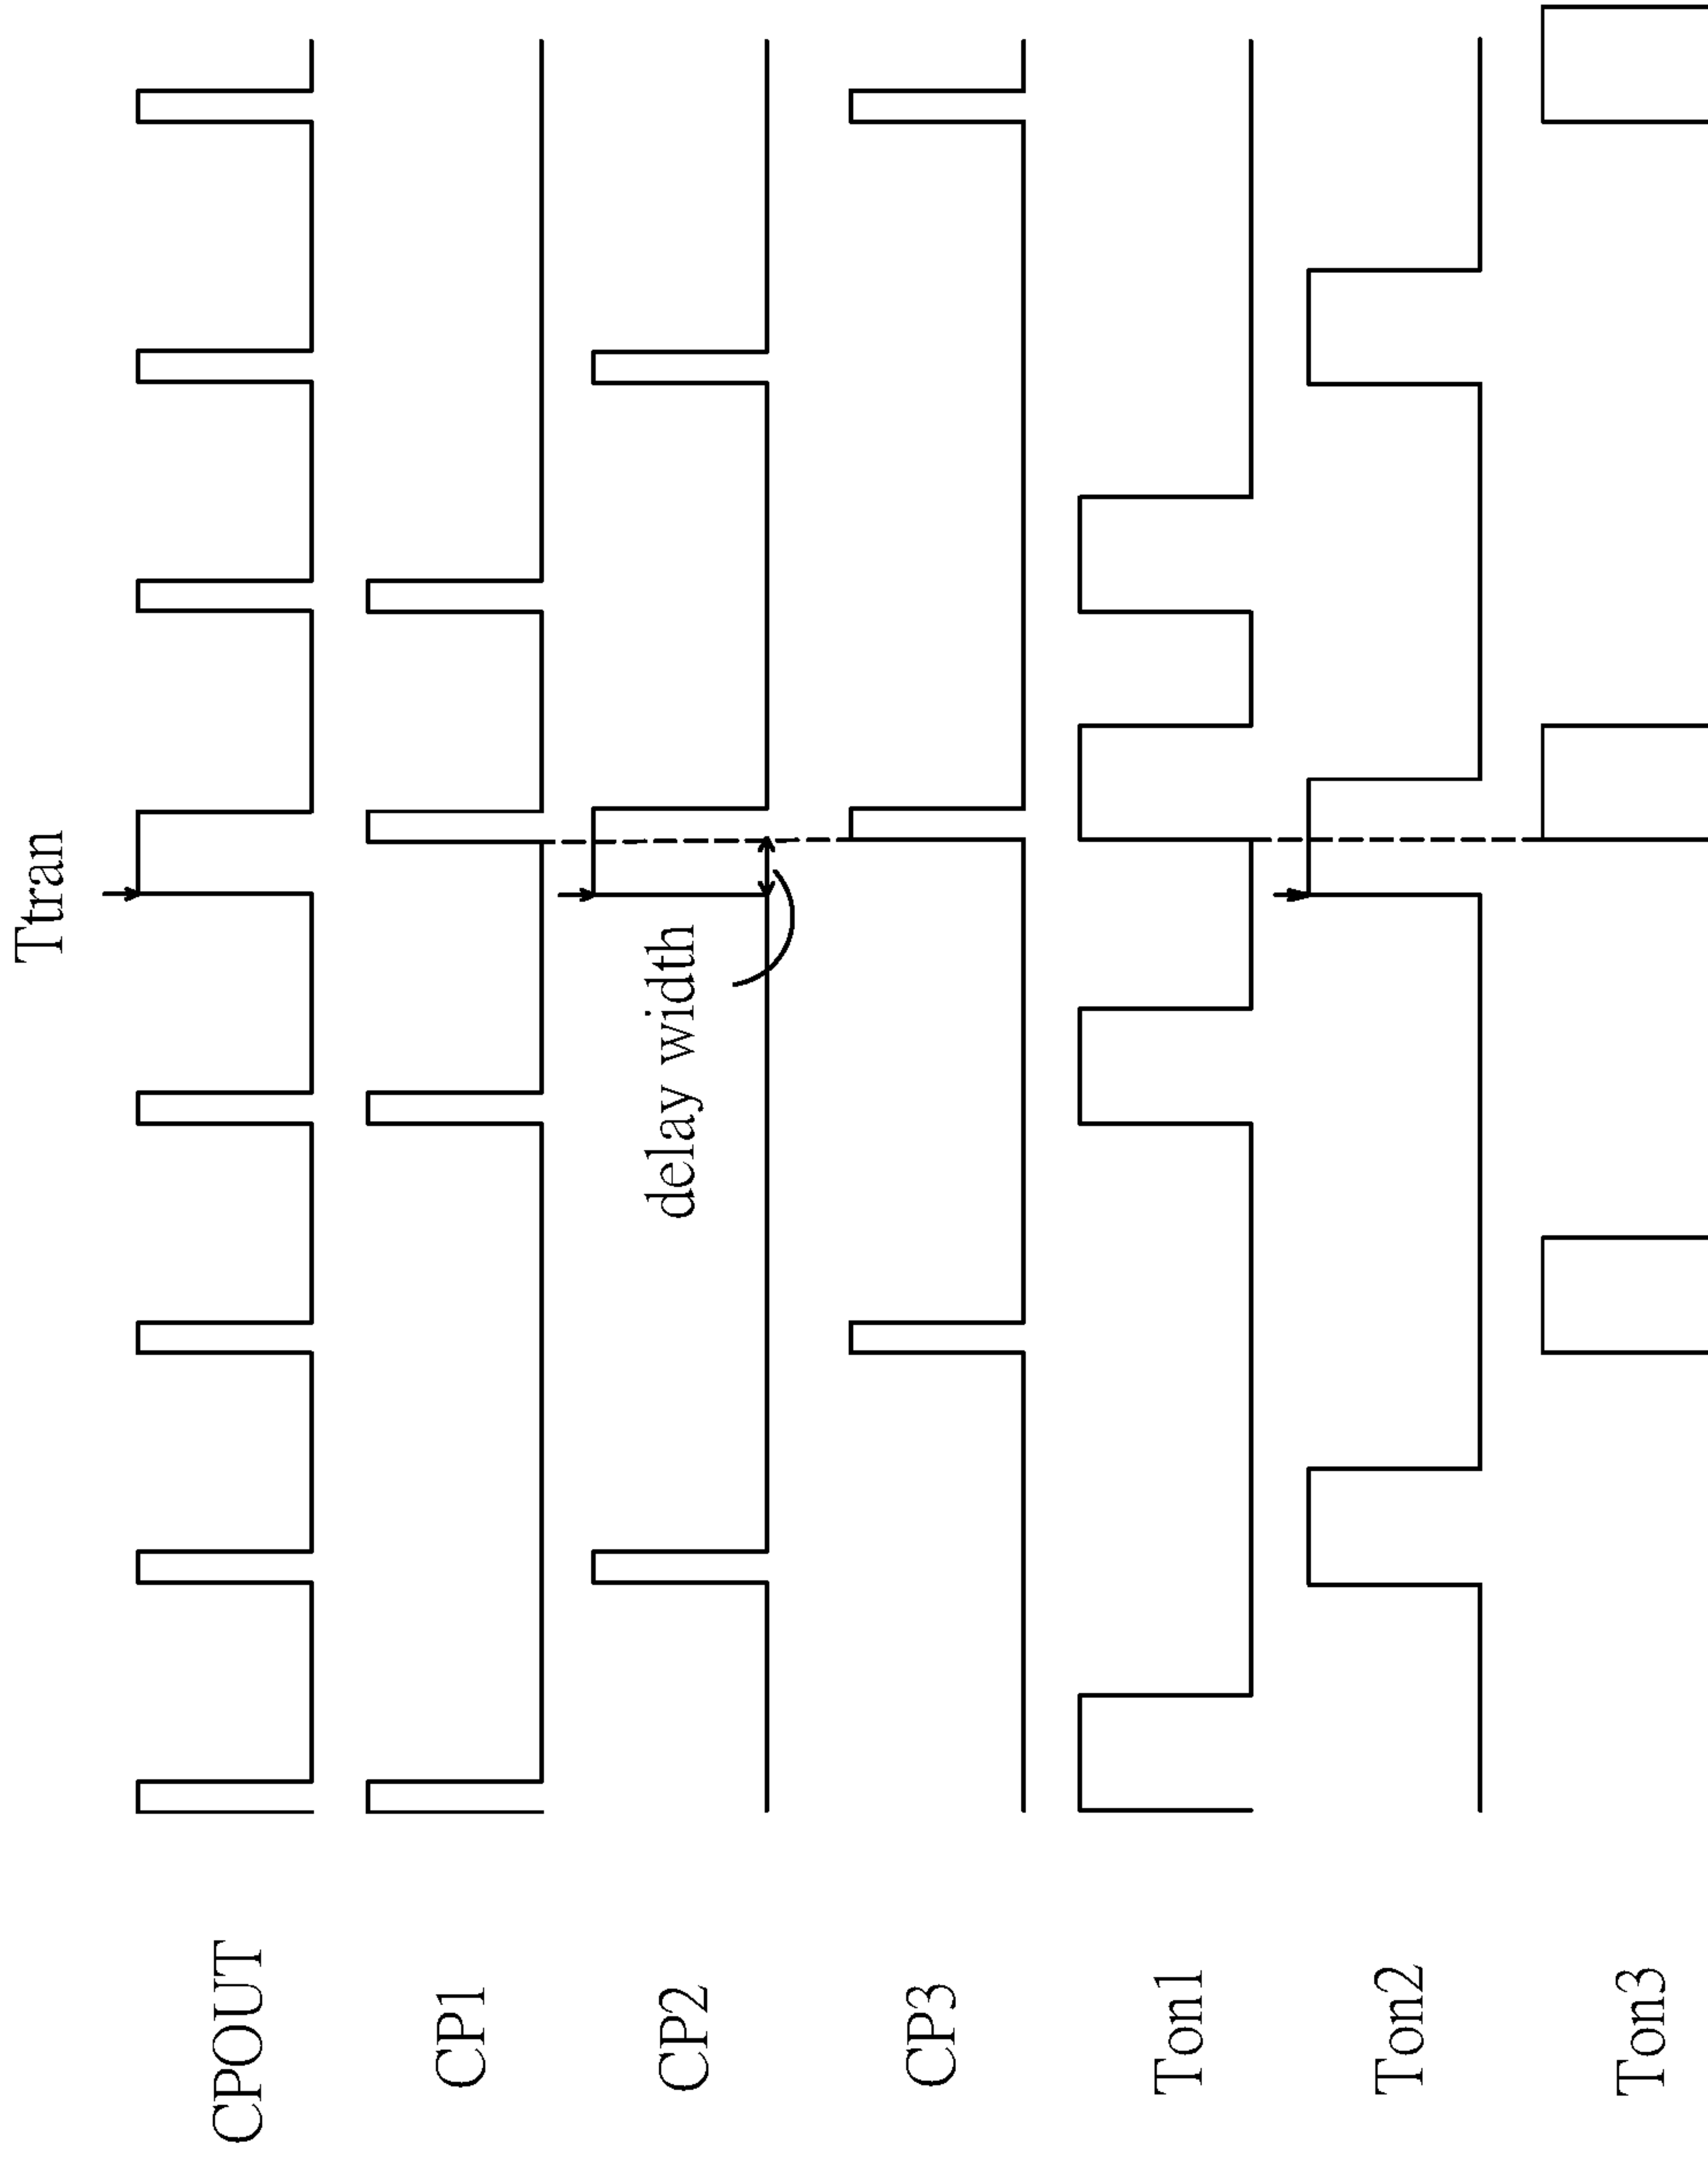 Ttran
CPOUT
CP1
delay width
CP2
CP3
Ton1
Ton2
Ton3